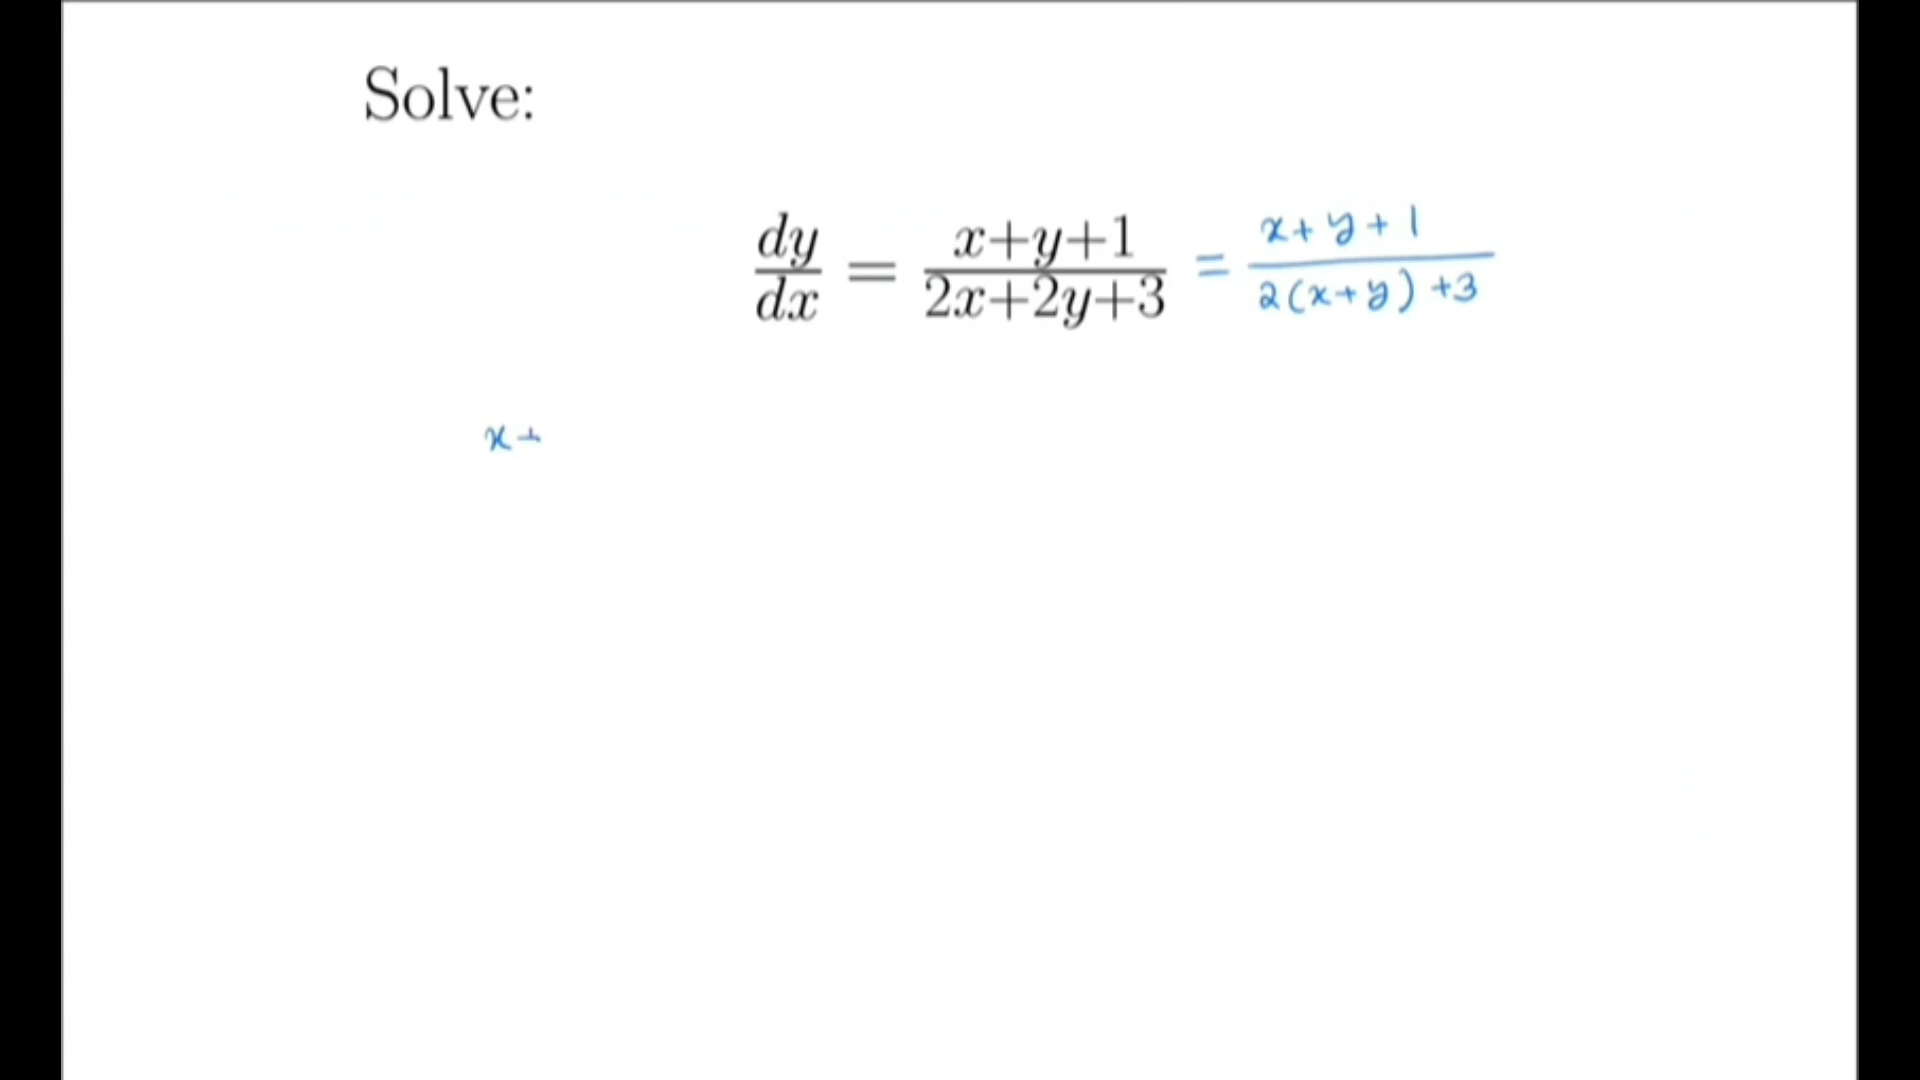 Solve:
dy/dx = x+y+1/2x+2y+3 = x+y+1/2(x+y)+3
x+